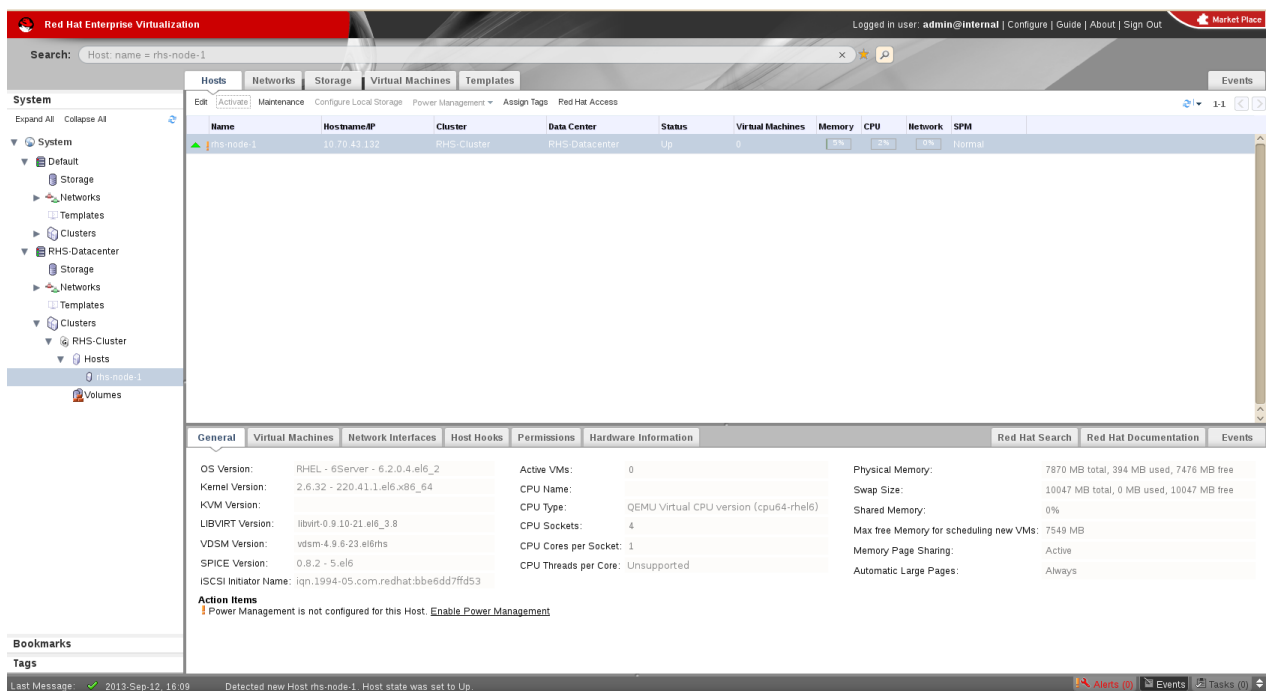 Red Hat Enterprise Virtualization
Logged in user: admin@internal | Configure | Guide | About | Sign Out
Market Place
Search: Host: name = rhs-node-1 ×
Hosts Networks Storage Virtual Machines Templates Events
System
Expand All Collapse All
System
Default
Storage
Networks
Templates
Clusters
RHS-Datacenter
Storage
Networks
Templates
Clusters
RHS-Cluster
Hosts
rhs-node-1
Volumes
Bookmarks
Tags
Edit Activate Maintenance Configure Local Storage Power Management Assign Tags Red Hat Access 1-1
Name Hostname/IP Cluster Data Center Status Virtual Machines Memory CPU Network SPM
rhs-node-1 10.70.43.132 RHS-Cluster RHS-Datacenter Up 0 5% 2% 0% Normal
General Virtual Machines Network Interfaces Host Hooks Permissions Hardware Information Red Hat Search Red Hat Documentation Events
OS Version: RHEL - 6Server - 6.2.0.4.el6_2
Kernel Version: 2.6.32 - 220.41.1.el6.x86_64
KVM Version:
LIBVIRT Version: libvirt-0.9.10-21.el6_3.8
VDSM Version: vdsm-4.9.6-23.el6rhs
SPICE Version: 0.8.2 - 5.el6
iSCSI Initiator Name: iqn.1994-05.com.redhat:bbe6dd7ffd53
Active VMs: 0
CPU Name:
CPU Type: QEMU Virtual CPU version (cpu64-rhel6)
CPU Sockets: 4
CPU Cores per Socket: 1
CPU Threads per Core: Unsupported
Physical Memory: 7870 MB total, 394 MB used, 7476 MB free
Swap Size: 10047 MB total, 0 MB used, 10047 MB free
Shared Memory: 0%
Max free Memory for scheduling new VMs: 7549 MB
Memory Page Sharing: Active
Automatic Large Pages: Always
Action Items
Power Management is not configured for this Host. Enable Power Management
Last Message: 2013-Sep-12, 16:09 Detected new Host rhs-node-1. Host state was set to Up.
Alerts (0) Events Tasks (0)